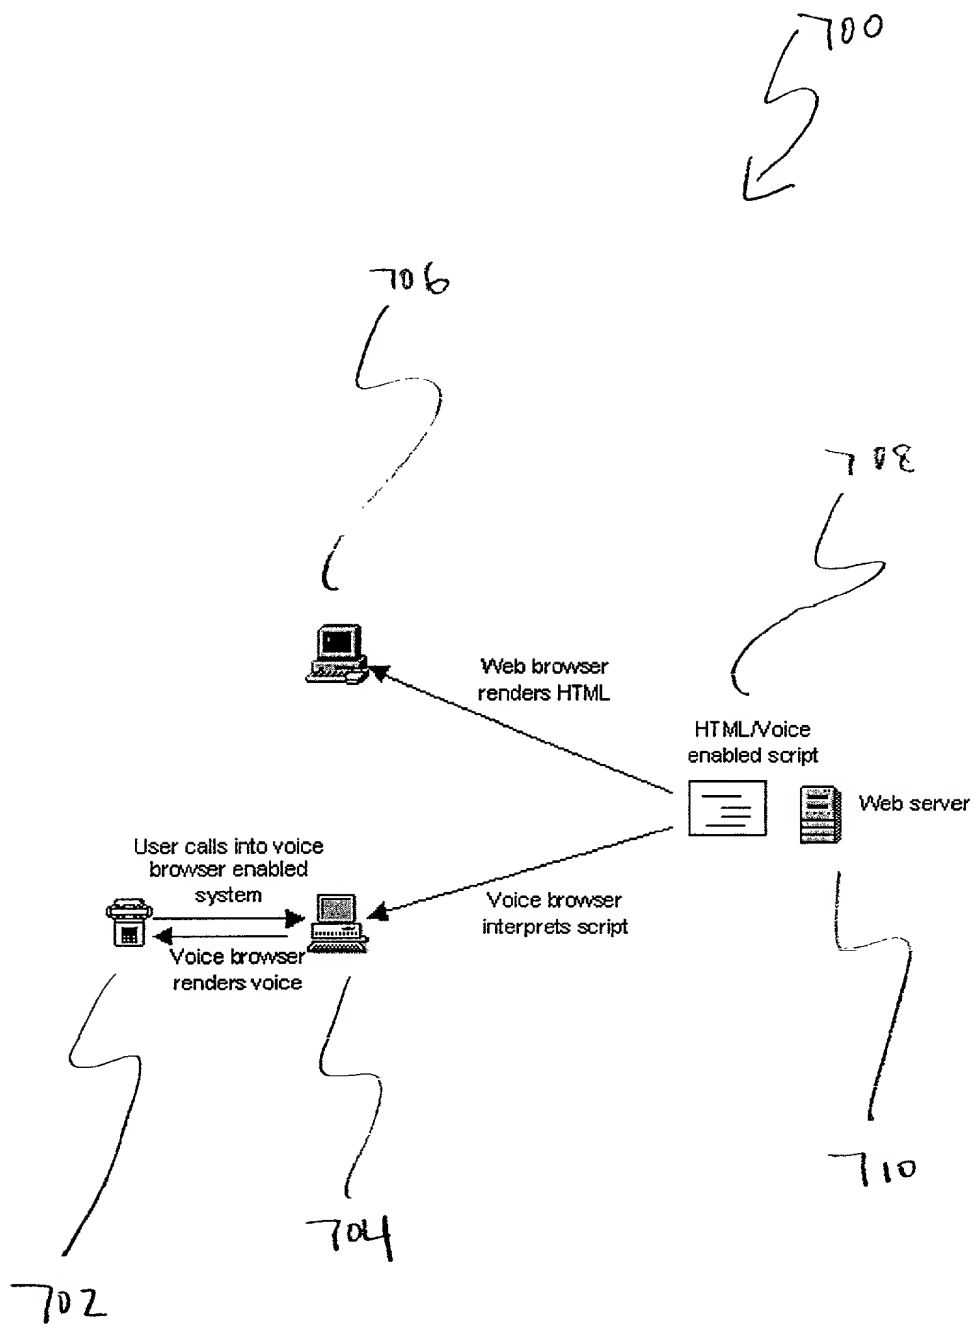 700
706
708
Web browser
renders HTML
HTML/Voice
enabled script
Web server
User calls into voice
browser enabled
system
Voice browser
interprets script
Voice browser
renders voice
710
704
702